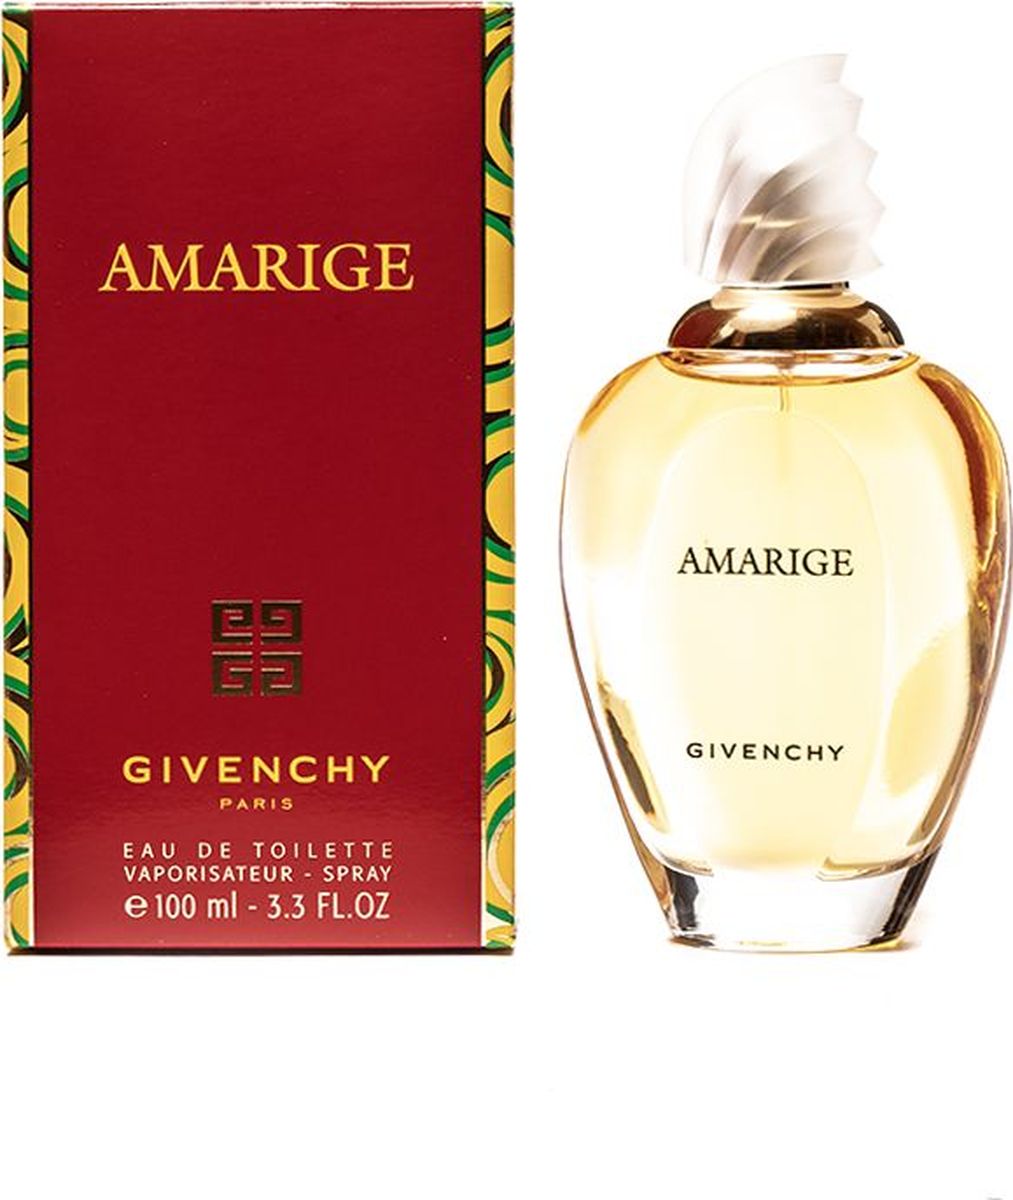 AMARIGE
GIVENCHY
PARIS
EAU DE TOILETTE
VAPORISATEUR - SPRAY
℮ 100 ml - 3.3 FL.OZ
AMARIGE
GIVENCHY